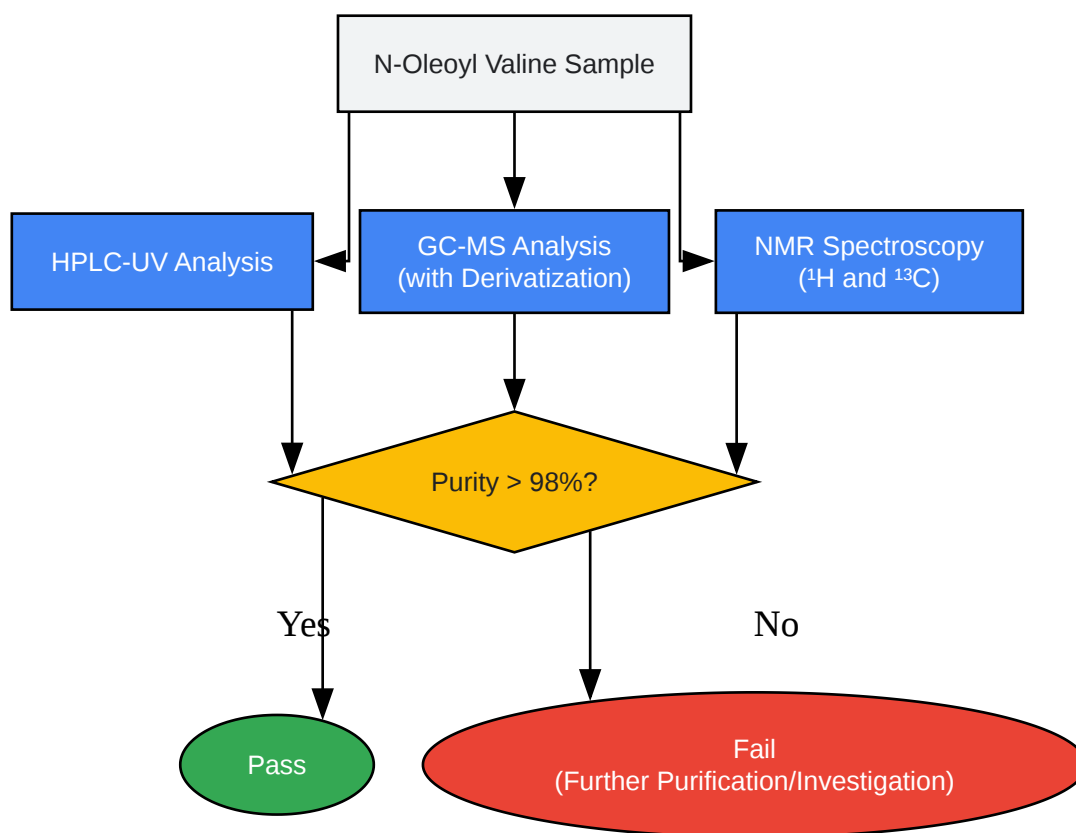 N-Oleoyl Valine Sample
HPLC-UV Analysis
GC-MS Analysis
(with Derivatization)
NMR Spectroscopy
(¹H and ¹³C)
Purity > 98%?
Yes
No
Pass
Fail
(Further Purification/Investigation)